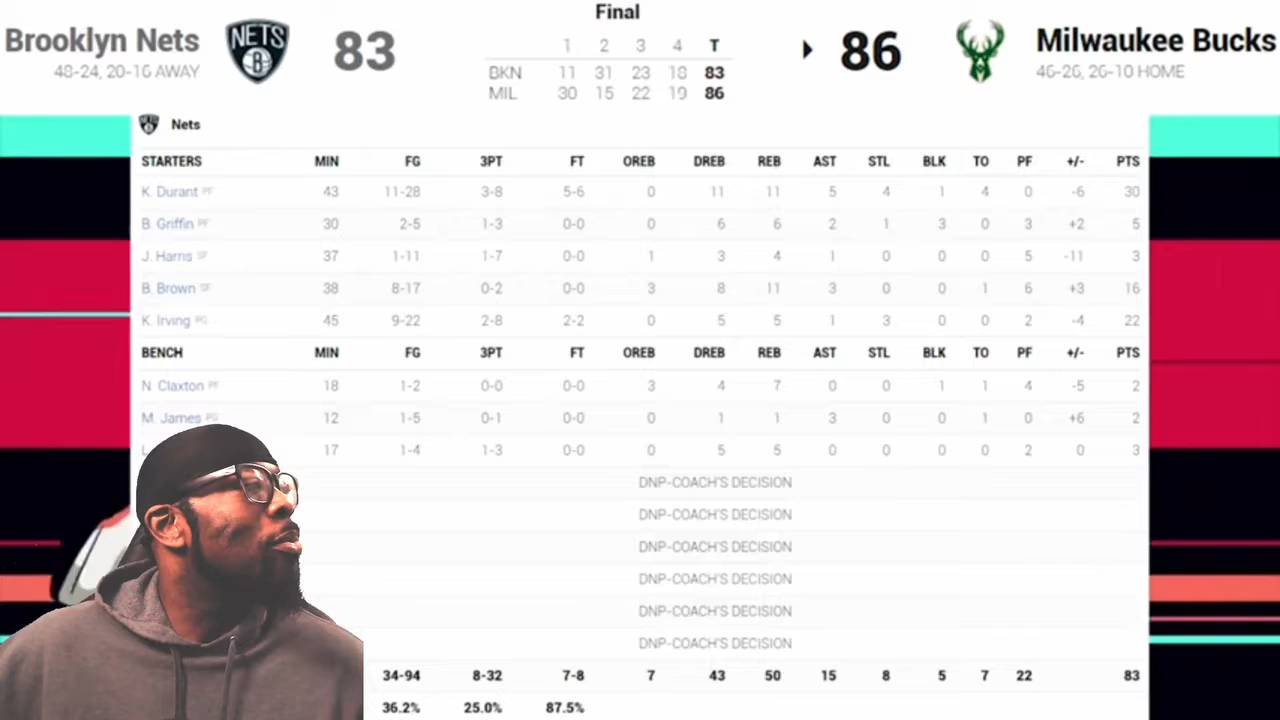 Final
Brooklyn Nets
48-24, 20-16 AWAY
NETS
B
83
1 2 3 4 T
BKN 11 31 23 18 83
MIL 30 15 22 19 86
86
Milwaukee Bucks
46-26, 26-10 HOME
Nets
STARTERS MIN FG 3PT FT OREB DREB REB AST STL BLK TO PF +/- PTS
K. Durant PF 43 11-28 3-8 5-6 0 11 11 5 4 1 4 0 -6 30
B. Griffin PF 30 2-5 1-3 0-0 0 6 6 2 1 3 0 3 +2 5
J. Harris SF 37 1-11 1-7 0-0 1 3 4 1 0 0 0 5 -11 3
B. Brown SF 38 8-17 0-2 0-0 3 8 11 3 0 0 1 6 +3 16
K. Irving PG 45 9-22 2-8 2-2 0 5 5 1 3 0 0 2 -4 22
BENCH MIN FG 3PT FT OREB DREB REB AST STL BLK TO PF +/- PTS
N. Claxton PF 18 1-2 0-0 0-0 3 4 7 0 0 1 1 4 -5 2
M. James PG 12 1-5 0-1 0-0 0 1 1 3 0 0 1 0 +6 2
L 17 1-4 1-3 0-0 0 5 5 0 0 0 0 2 0 3
DNP-COACH'S DECISION
DNP-COACH'S DECISION
DNP-COACH'S DECISION
DNP-COACH'S DECISION
DNP-COACH'S DECISION
DNP-COACH'S DECISION
34-94 8-32 7-8 7 43 50 15 8 5 7 22 83
36.2% 25.0% 87.5%